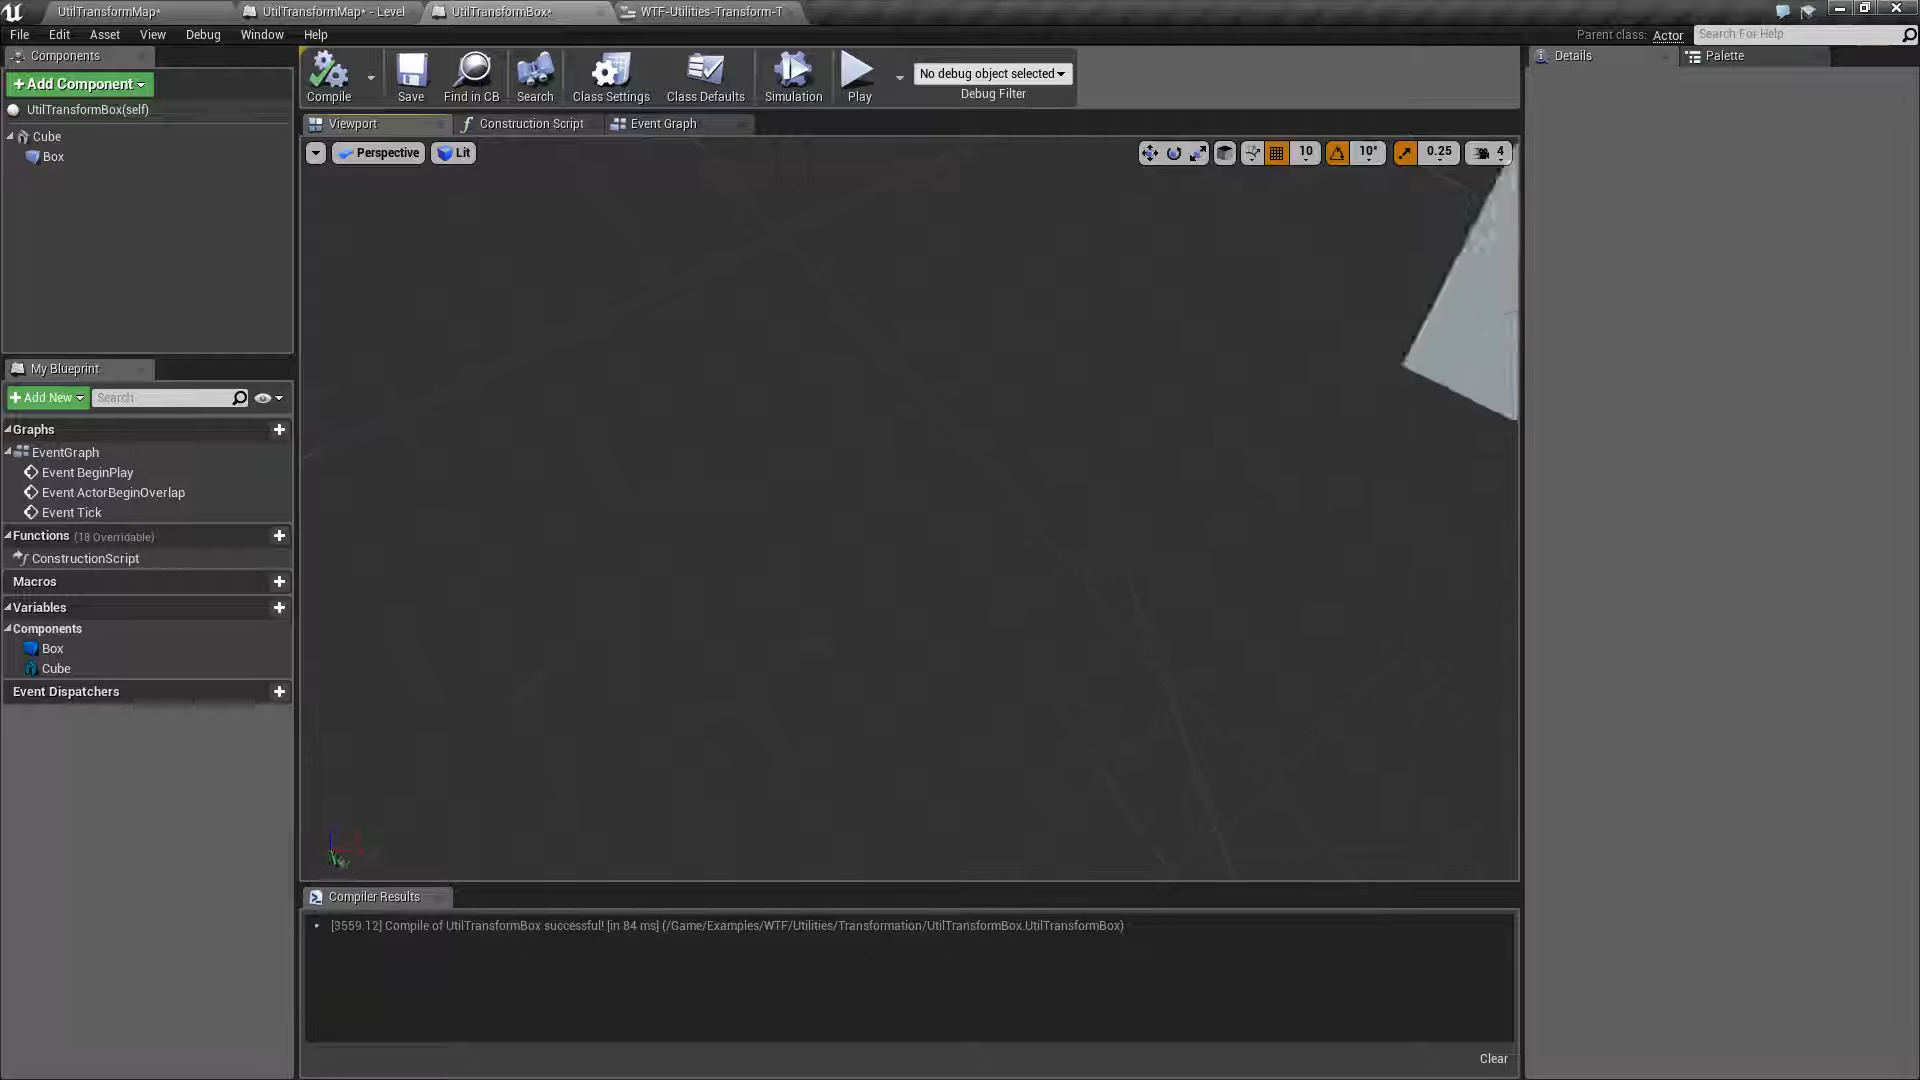 UtilTransformMap*
UtilTransformMap* - Level
UtilTransformBox*
WTF-Utilities-Transform-T
File Edit Asset View Debug Window Help
Parent class: Actor
Search For Help
Components
+ Add Component
UtilTransformBox(self)
Cube
Box
Compile
Save
Find in CB
Search
Class Settings
Class Defaults
Simulation
Play
No debug object selected
Debug Filter
Viewport
Construction Script
Event Graph
Perspective
Lit
10
10°
0.25
4
Details
Palette
My Blueprint
+ Add New
Search
Graphs
EventGraph
Event BeginPlay
Event ActorBeginOverlap
Event Tick
Functions (18 Overridable)
ConstructionScript
Macros
Variables
Components
Box
Cube
Event Dispatchers
Compiler Results
• [3559.12] Compile of UtilTransformBox successful! [in 84 ms] (/Game/Examples/WTF/Utilities/Transformation/UtilTransformBox.UtilTransformBox)
Clear